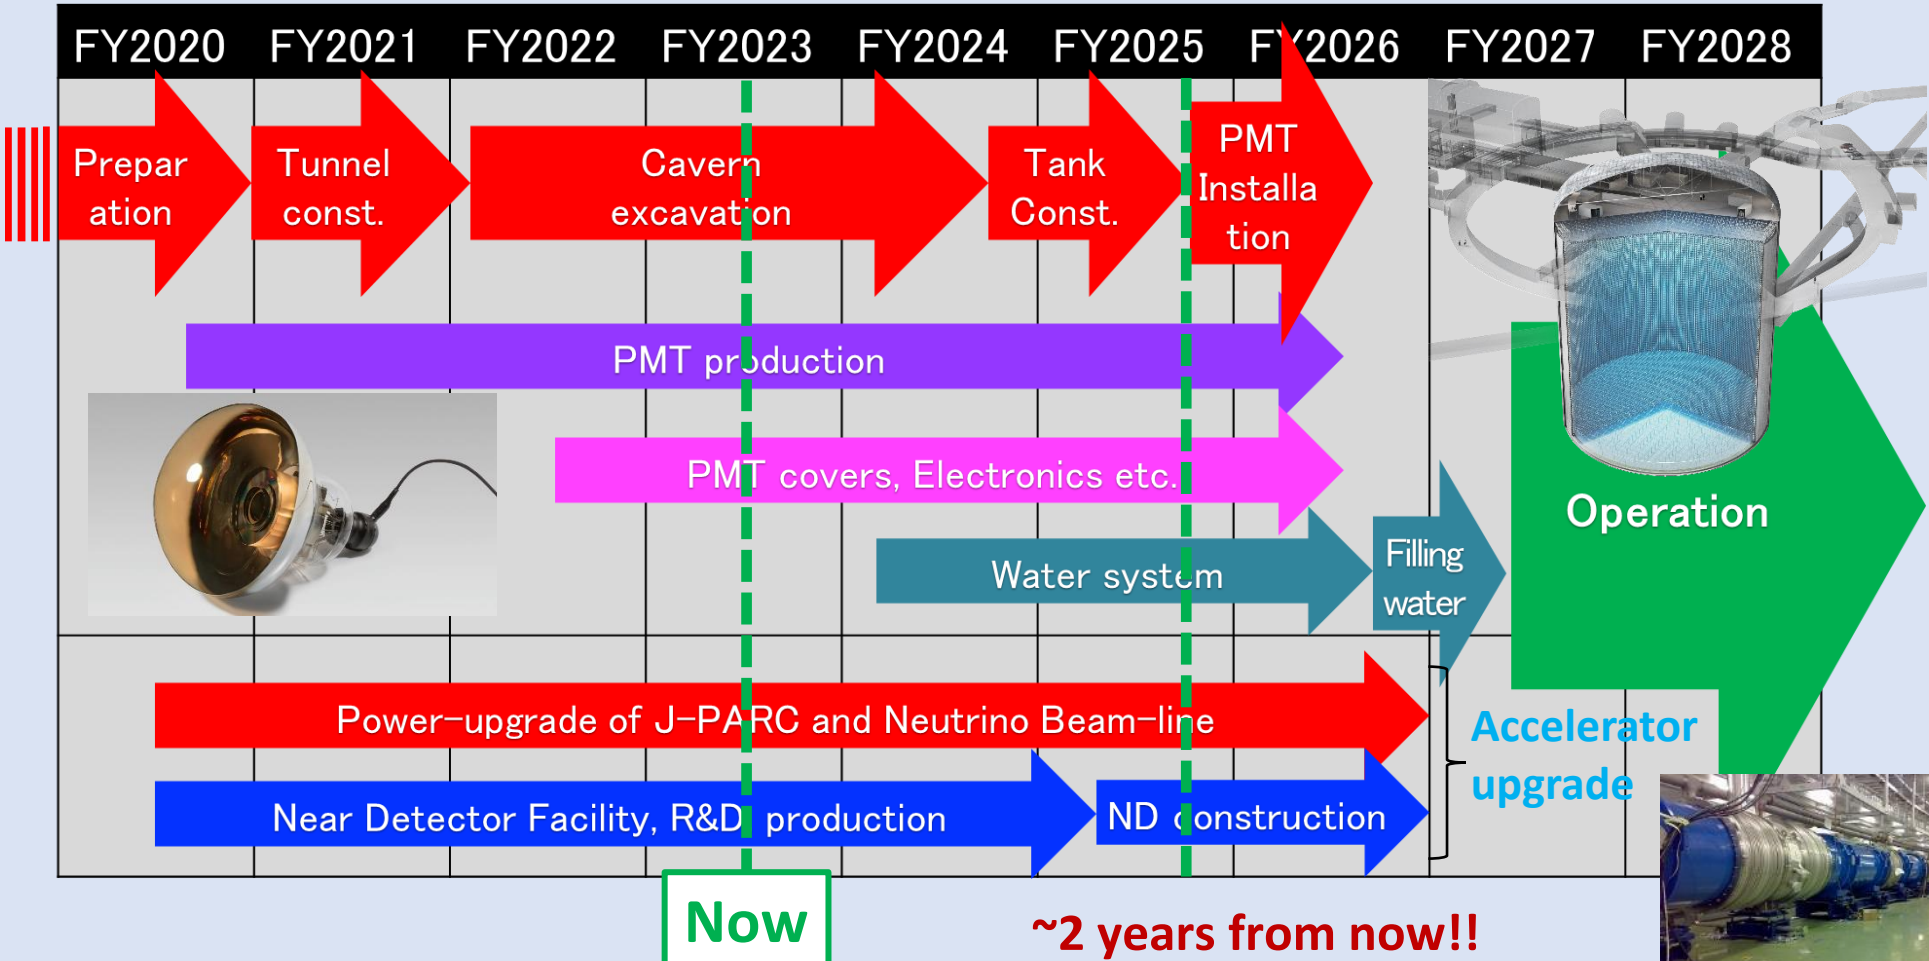 FY2020 FY2021 FY2022 FY2023 FY2024 FY2025 FY2026 FY2027 FY2028
Prepar
ation
Tunnel
const.
Cavern
excavation
Tank
Const.
PMT
Installa
tion
PMT production
PMT covers, Electronics etc.
Water system
Filling
water
Operation
Power-upgrade of J-PARC and Neutrino Beam-line
Near Detector Facility, R&D, production
ND construction
Accelerator
upgrade
Now
~2 years from now!!